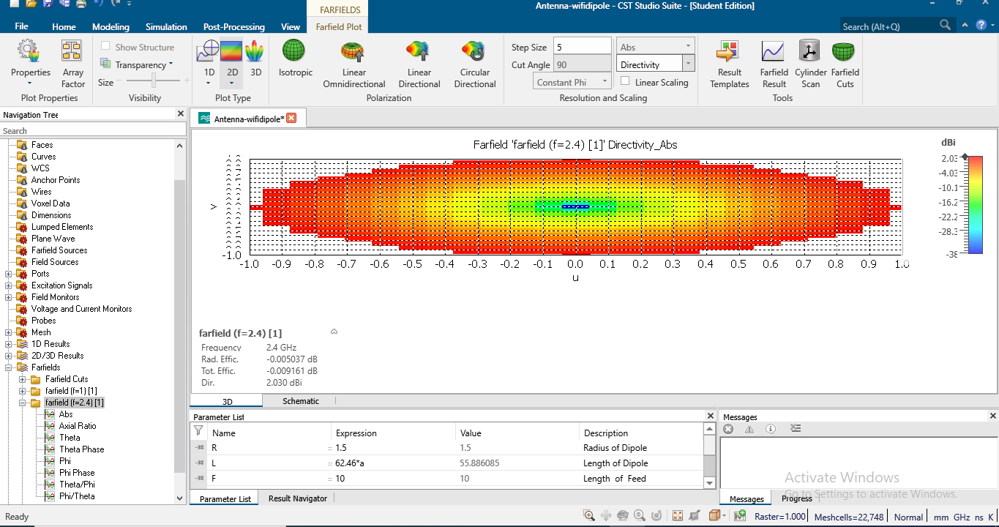 FARFIELDS
Antenna-wifidipole - CST Studio Suite - [Student Edition]
File Home Modeling Simulation Post-Processing View Farfield Plot
Search (Alt+Q)
Properties
Array
Factor
Plot Properties
Show Structure
Transparency
Size
Visibility
1D 2D 3D
Plot Type
Isotropic
Linear
Omnidirectional
Linear
Directional
Circular
Directional
Polarization
Step Size 5
Cut Angle 90
Constant Phi
Abs
Directivity
Linear Scaling
Resolution and Scaling
Result
Templates
Farfield
Result
Cylinder
Scan
Farfield
Cuts
Tools
Navigation Tree
Search
Faces
Curves
WCS
Anchor Points
Wires
Voxel Data
Dimensions
Lumped Elements
Plane Wave
Farfield Sources
Field Sources
Ports
Excitation Signals
Field Monitors
Voltage and Current Monitors
Probes
Mesh
1D Results
2D/3D Results
Farfields
Farfield Cuts
farfield (f=1) [1]
farfield (f=2.4) [1]
Abs
Axial Ratio
Theta
Theta Phase
Phi
Phi Phase
Theta/Phi
Phi/Theta
Antenna-wifidipole*
Farfield 'farfield (f=2.4) [1]' Directivity_Abs
dBi
2.03
-4.03
-10.1
-16.2
-22.2
-28.3
-38
v
-1.0
-1.0 -0.9 -0.8 -0.7 -0.6 -0.5 -0.4 -0.3 -0.2 -0.1 0.0 0.1 0.2 0.3 0.4 0.5 0.6 0.7 0.8 0.9 1.0
u
farfield (f=2.4) [1]
Frequency 2.4 GHz
Rad. Effic. -0.005037 dB
Tot. Effic. -0.009161 dB
Dir. 2.030 dBi
3D Schematic
Parameter List
Name Expression Value Description
R = 1.5 1.5 Radius of Dipole
L = 62.46*a 55.886085 Length of Dipole
F = 10 10 Length of Feed
Parameter List Result Navigator
Messages
Activate Windows
Go to Settings to activate Windows.
Messages Progress
Ready
Raster=1.000 Meshcells=22,748 Normal mm GHz ns K